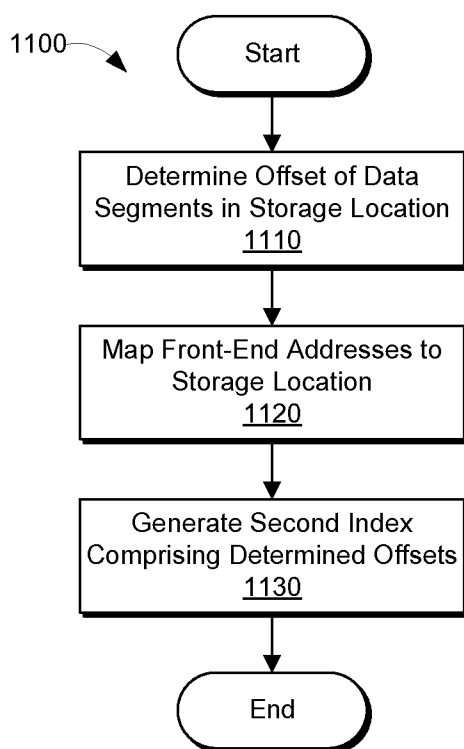 1100
Start
Determine Offset of Data
Segments in Storage Location
1110
Map Front-End Addresses to
Storage Location
1120
Generate Second Index
Comprising Determined Offsets
1130
End